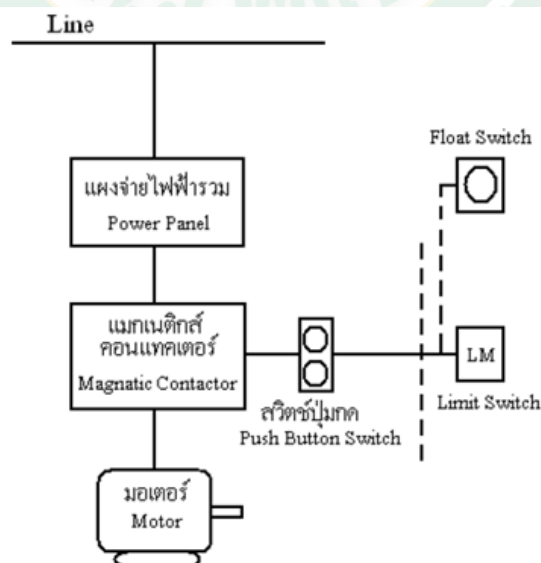 Line
Float Switch
แผงจ่ายไฟฟ้ารวม
Power Panel
แมกเนติกส์
คอนแทคเตอร์
Magnatic Contactor
LM
Limit Switch
สวิตช์ปุ่มกด
Push Button Switch
มอเตอร์
Motor